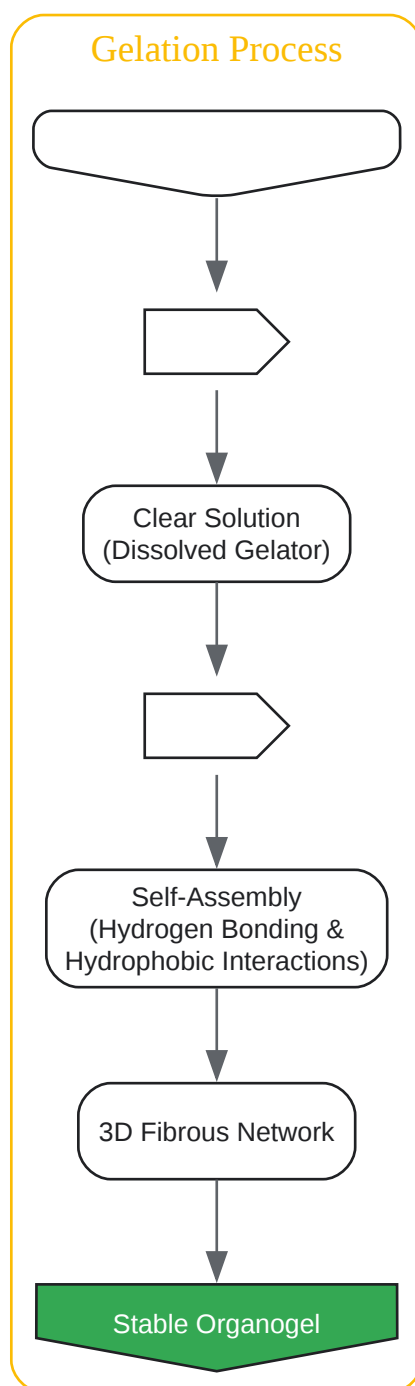 Gelation Process
Clear Solution
(Dissolved Gelator)
Self-Assembly
(Hydrogen Bonding &
Hydrophobic Interactions)
3D Fibrous Network
Stable Organogel